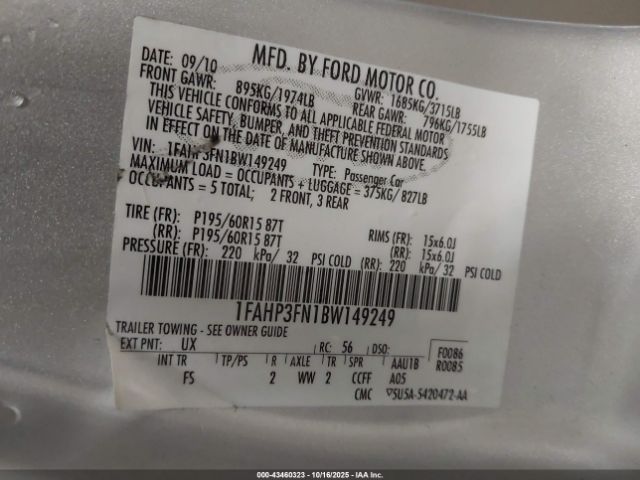 MFD. BY FORD MOTOR CO.
DATE: 09/10 GVWR: 1685KG/3715LB
FRONT GAWR: 895KG/1974LB REAR GAWR: 796KG/1755LB
THIS VEHICLE CONFORMS TO ALL APPLICABLE FEDERAL MOTOR
VEHICLE SAFETY, BUMPER, AND THEFT PREVENTION STANDARDS
IN EFFECT ON THE DATE OF MANUFACTURE SHOWN ABOVE.
VIN: 1FAHP3FN1BW149249 TYPE: Passenger Car
MAXIMUM LOAD = OCCUPANTS + LUGGAGE = 375KG/ 827LB
OCCUPANTS = 5 TOTAL; 2 FRONT, 3 REAR
TIRE (FR): P195/60R15 87T RIMS (FR): 15x6.0J
(RR): P195/60R15 87T (RR): 15x6.0J
PRESSURE (FR): 220 kPa/ 32 PSI COLD (RR): 220 kPa/ 32 PSI COLD
1FAHP3FN1BW149249
TRAILER TOWING - SEE OWNER GUIDE
EXT PNT: UX RC: 56 DSO: F0086
R0085
INT TR TP/PS R AXLE TR SPR AAU1B
FS 2 WW 2 CCFF A05
CMC ▽5U5A-5420472-AA
000-43460323 - 10/16/2025 - IAA Inc.